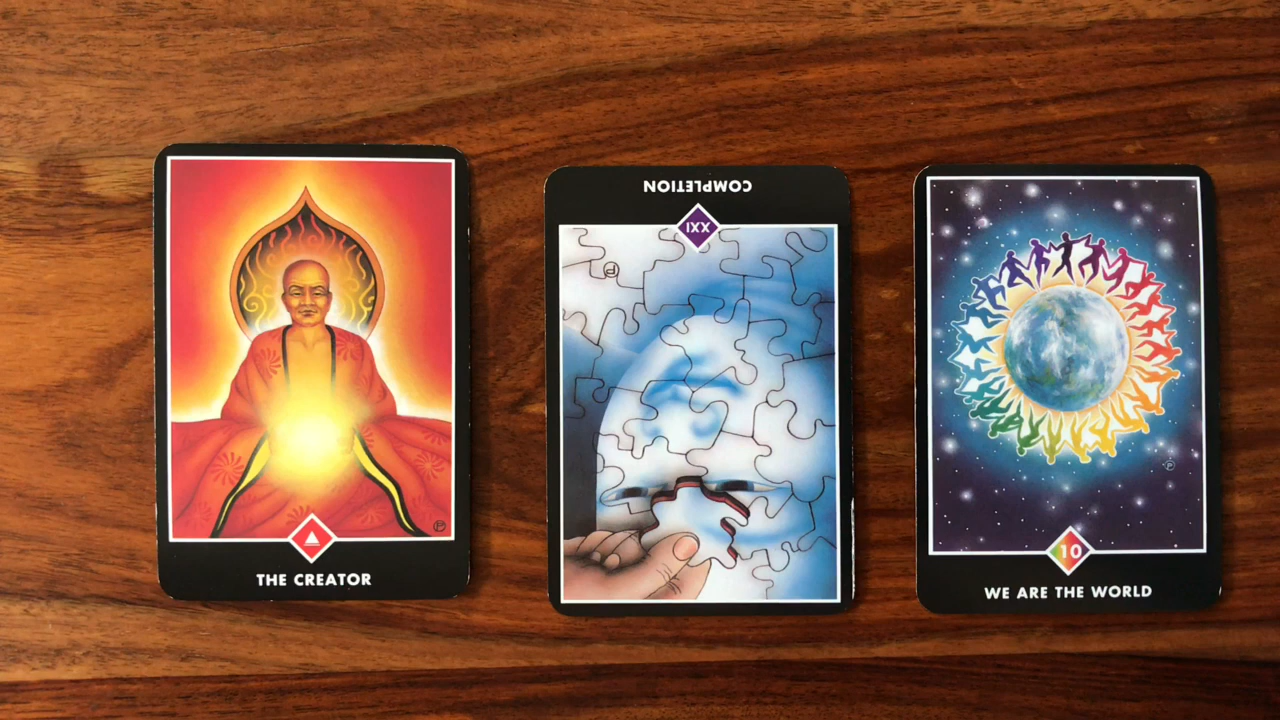 THE CREATOR
COMPLETION
XXI
10
WE ARE THE WORLD